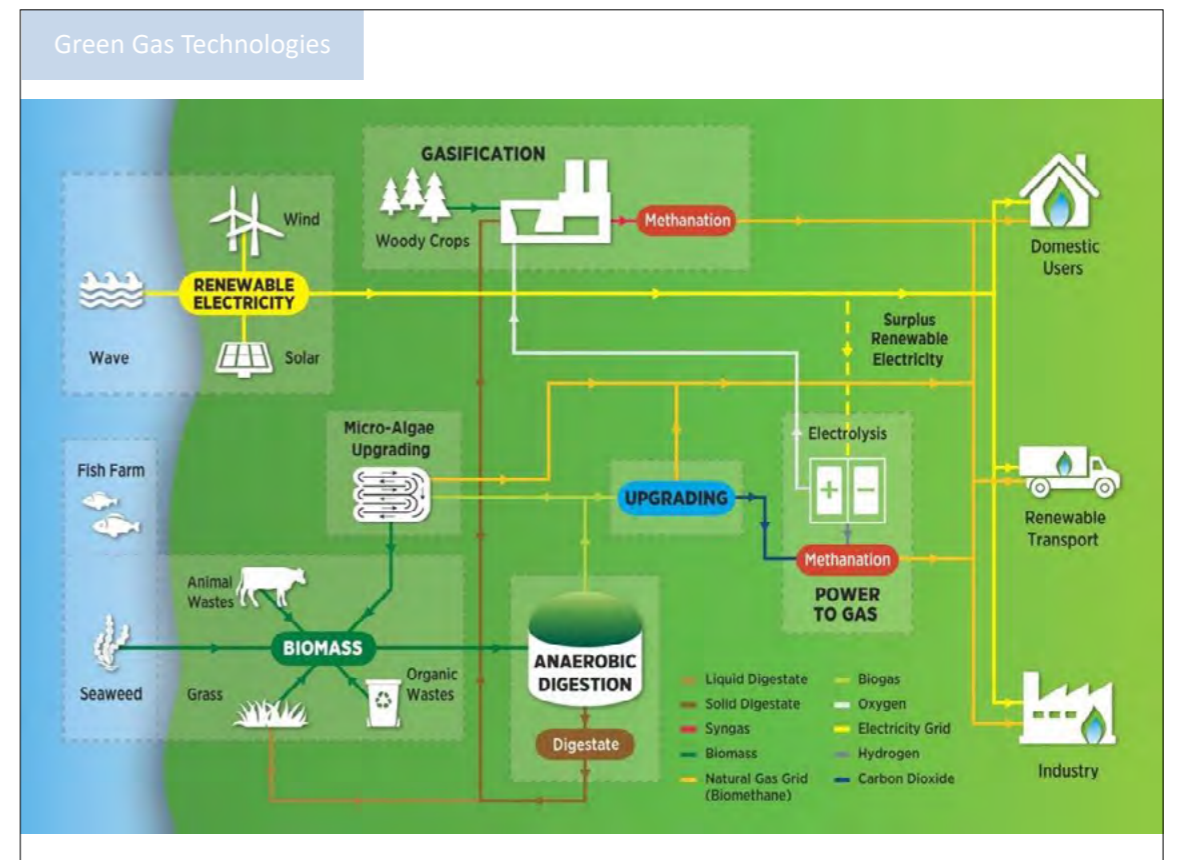 Green Gas Technologies
GASIFICATION
Woody Crops
Methanation
Wind
RENEWABLE
ELECTRICITY
Wave
Solar
Domestic
Users
Surplus
Renewable
Electricity
Micro-Algae
Upgrading
Electrolysis
Fish Farm
UPGRADING
+
−
Methanation
POWER
TO GAS
Renewable
Transport
Animal
Wastes
BIOMASS
Seaweed
Grass
Organic
Wastes
ANAEROBIC
DIGESTION
Digestate
Liquid Digestate
Solid Digestate
Syngas
Biomass
Natural Gas Grid
(Biomethane)
Biogas
Oxygen
Electricity Grid
Hydrogen
Carbon Dioxide
Industry